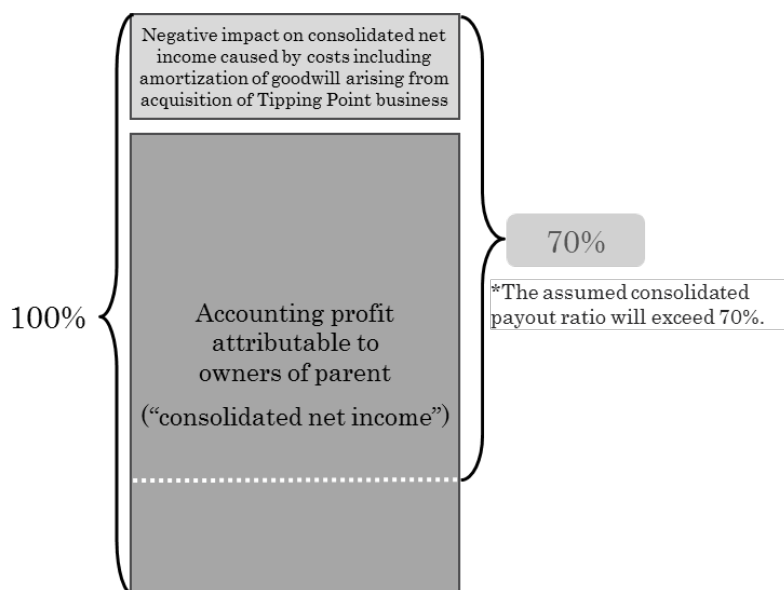 Negative impact on consolidated net
income caused by costs including
amortization of goodwill arising from
acquisition of Tipping Point business
70%
*The assumed consolidated
payout ratio will exceed 70%.
100%
Accounting profit
attributable to
owners of parent
(“consolidated net income”)